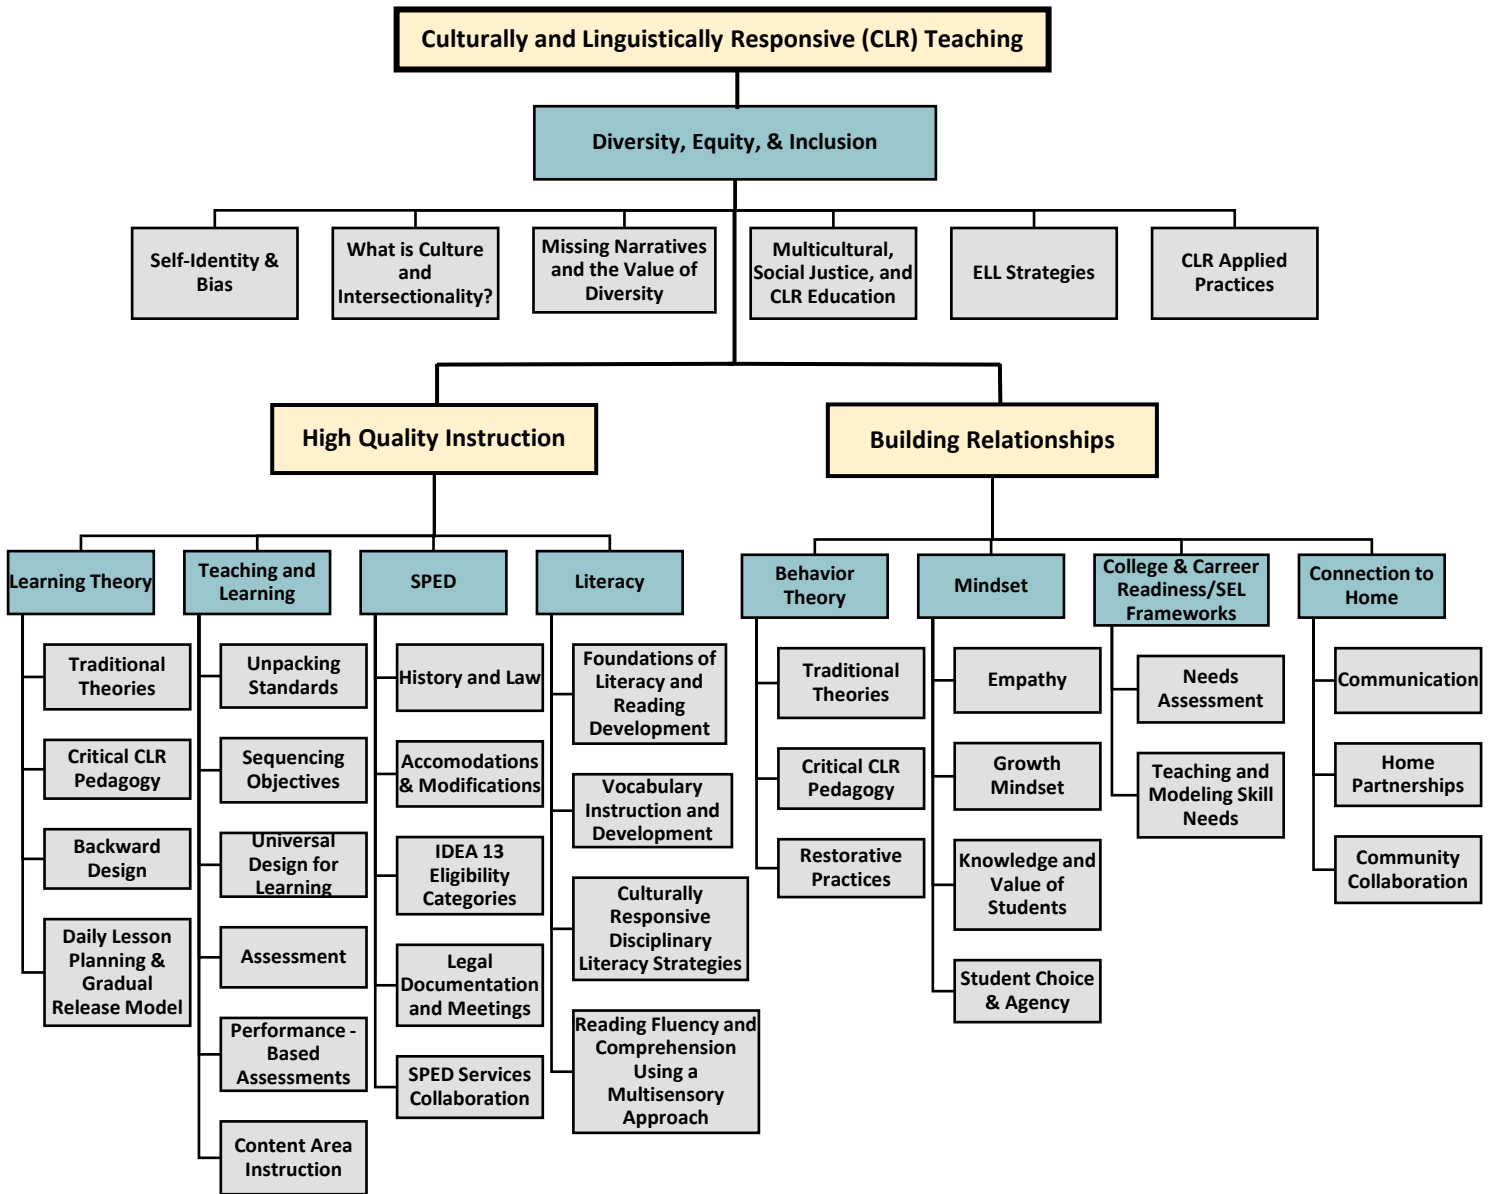 Culturally and Linguistically Responsive (CLR) Teaching
Diversity, Equity, & Inclusion
Self-Identity &
Bias
What is Culture
and
Intersectionality?
Missing Narratives
and the Value of
Diversity
Multicultural,
Social Justice, and
CLR Education
ELL Strategies
CLR Applied
Practices
High Quality Instruction
Building Relationships
Learning Theory
Traditional
Theories
Critical CLR
Pedagogy
Backward
Design
Daily Lesson
Planning &
Gradual
Release Model
Teaching and
Learning
Unpacking
Standards
Sequencing
Objectives
Universal
Design for
Learning
Assessment
Performance -
Based
Assessments
Content Area
Instruction
SPED
History and Law
Accomodations
& Modifications
IDEA 13
Eligibility
Categories
Legal
Documentation
and Meetings
SPED Services
Collaboration
Literacy
Foundations of
Literacy and
Reading
Development
Vocabulary
Instruction and
Development
Culturally
Responsive
Disciplinary
Literacy Strategies
Reading Fluency and
Comprehension
Using a
Multisensory
Approach
Behavior
Theory
Traditional
Theories
Critical CLR
Pedagogy
Restorative
Practices
Mindset
Empathy
Growth
Mindset
Knowledge and
Value of
Students
Student Choice
& Agency
College & Carreer
Readiness/SEL
Frameworks
Needs
Assessment
Teaching and
Modeling Skill
Needs
Connection to
Home
Communication
Home
Partnerships
Community
Collaboration